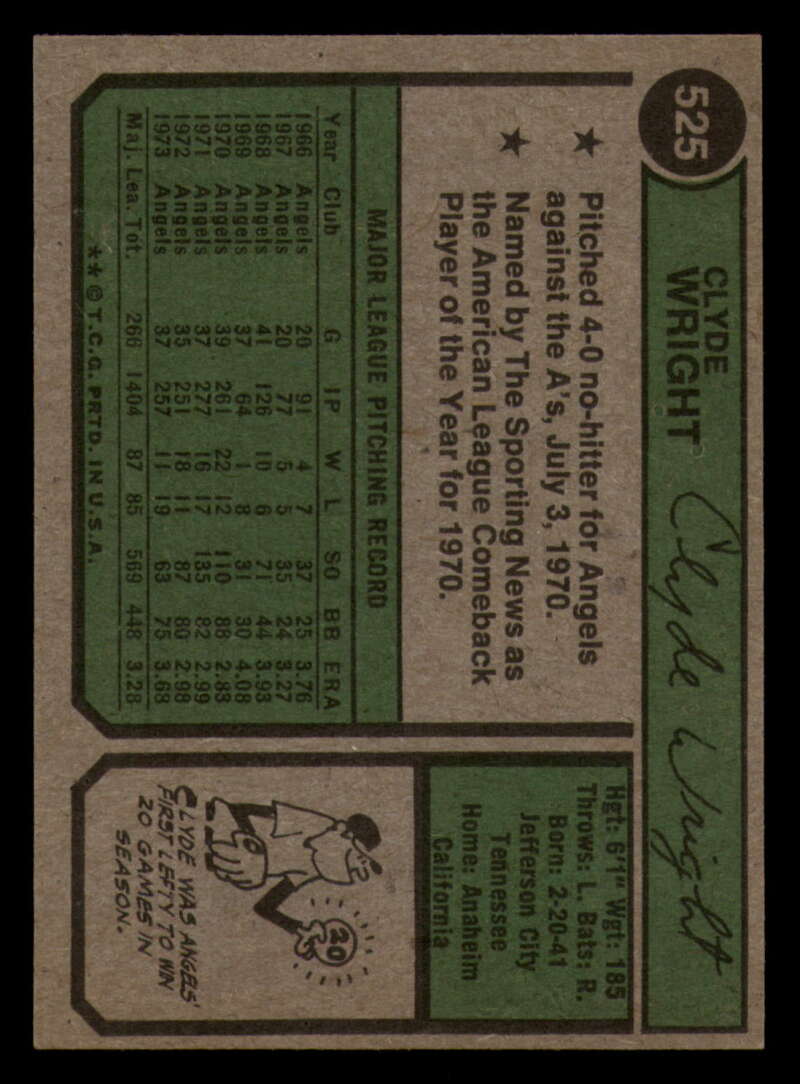 525
CLYDE
WRIGHT
Clyde Wright
★ Pitched 4-0 no-hitter for Angels
against the A's, July 3, 1970.
★ Named by The Sporting News as
the American League Comeback
Player of the Year for 1970.
MAJOR LEAGUE PITCHING RECORD
Year Club G IP W L SO BB ERA
1966 Angels 20 91 4 7 37 25 3.76
1967 Angels 20 77 5 5 35 24 3.27
1968 Angels 41 126 10 6 71 44 3.93
1969 Angels 37 64 1 8 31 30 4.08
1970 Angels 39 261 22 12 110 88 2.83
1971 Angels 37 277 16 17 135 82 2.99
1972 Angels 35 251 18 11 87 80 2.98
1973 Angels 37 257 11 19 63 75 3.68
Maj. Lea. Tot. 266 1404 87 85 569 448 3.28
** © T.C.G. PRTD. IN U.S.A.
Hgt: 6'1" Wgt: 185
Throws: L. Bats: R.
Born: 2-20-41
Jefferson City
Tennessee
Home: Anaheim
California
20
CLYDE WAS ANGELS'
FIRST LEFTY TO WIN
20 GAMES IN
SEASON.